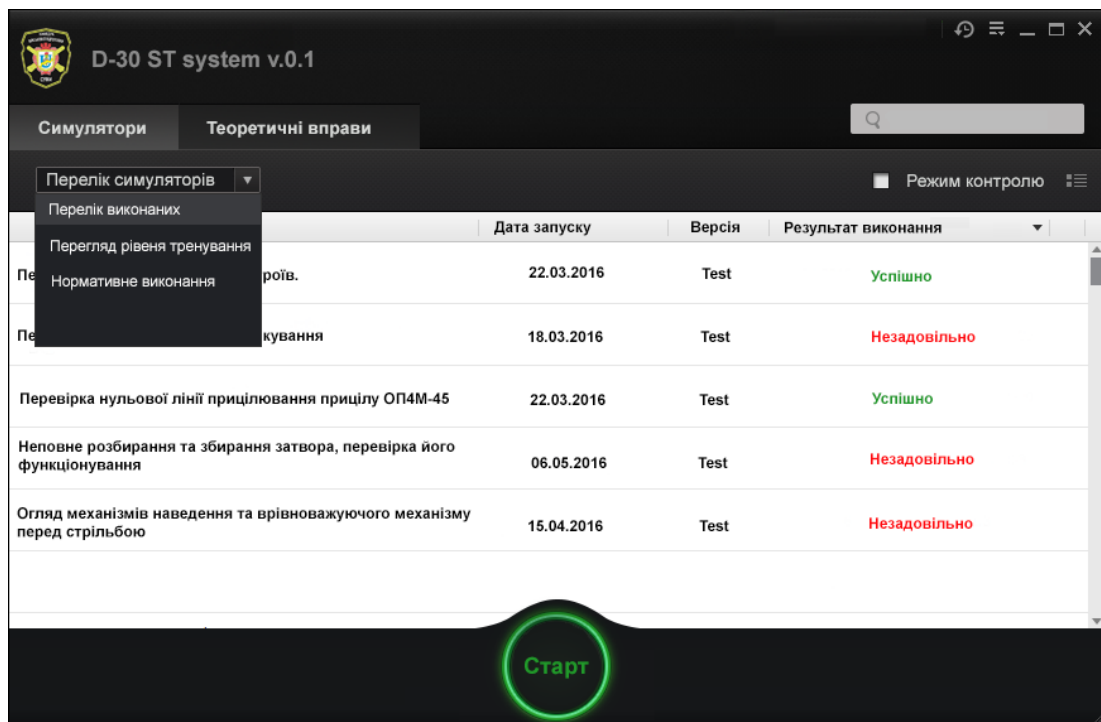 D-30 ST system v.0.1
Симулятори
Теоретичні вправи
Перелік симуляторів
Режим контролю
Перелік виконаних
Перегляд рівеня тренування
Нормативне виконання
Дата запуску
Версія
Результат виконання
Пе
роїв.
22.03.2016
Test
Успішно
Пе
кування
18.03.2016
Test
Незадовільно
Перевірка нульової лінії прицілювання прицілу ОП4М-45
22.03.2016
Test
Успішно
Неповне розбирання та збирання затвора, перевірка його
функціонування
06.05.2016
Test
Незадовільно
Огляд механізмів наведення та врівноважуючого механізму
перед стрільбою
15.04.2016
Test
Незадовільно
Старт